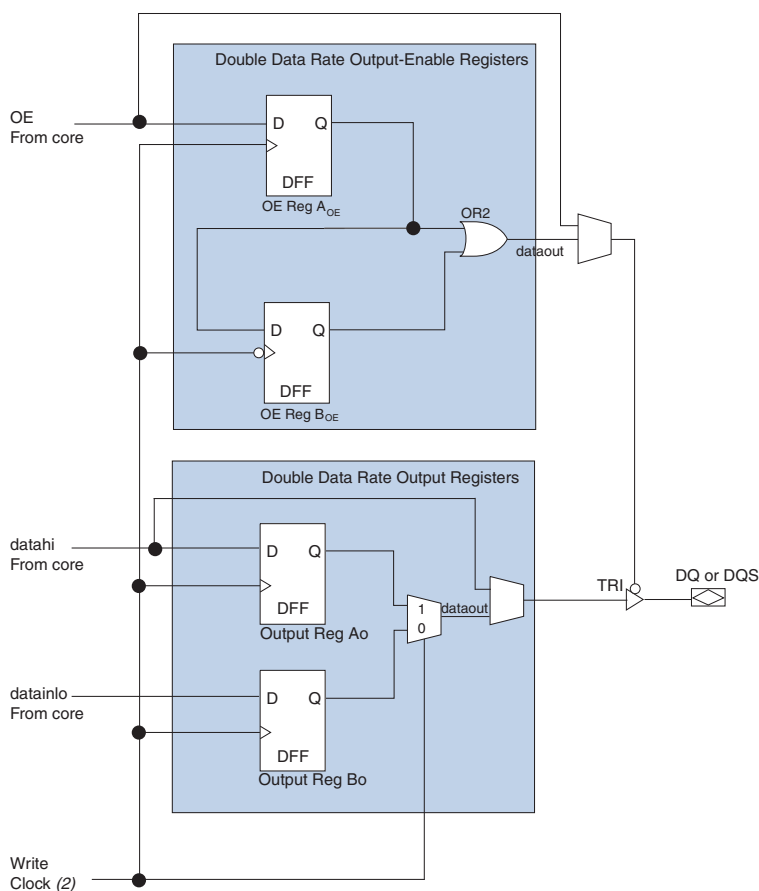 Double Data Rate Output-Enable Registers
OE
From core
D Q
DFF
OE Reg A_OE
OR2
dataout
D Q
DFF
OE Reg B_OE
Double Data Rate Output Registers
datahi
From core
D Q
DFF
Output Reg Ao
1
0
dataout
TRI
DQ or DQS
datainlo
From core
D Q
DFF
Output Reg Bo
Write
Clock (2)